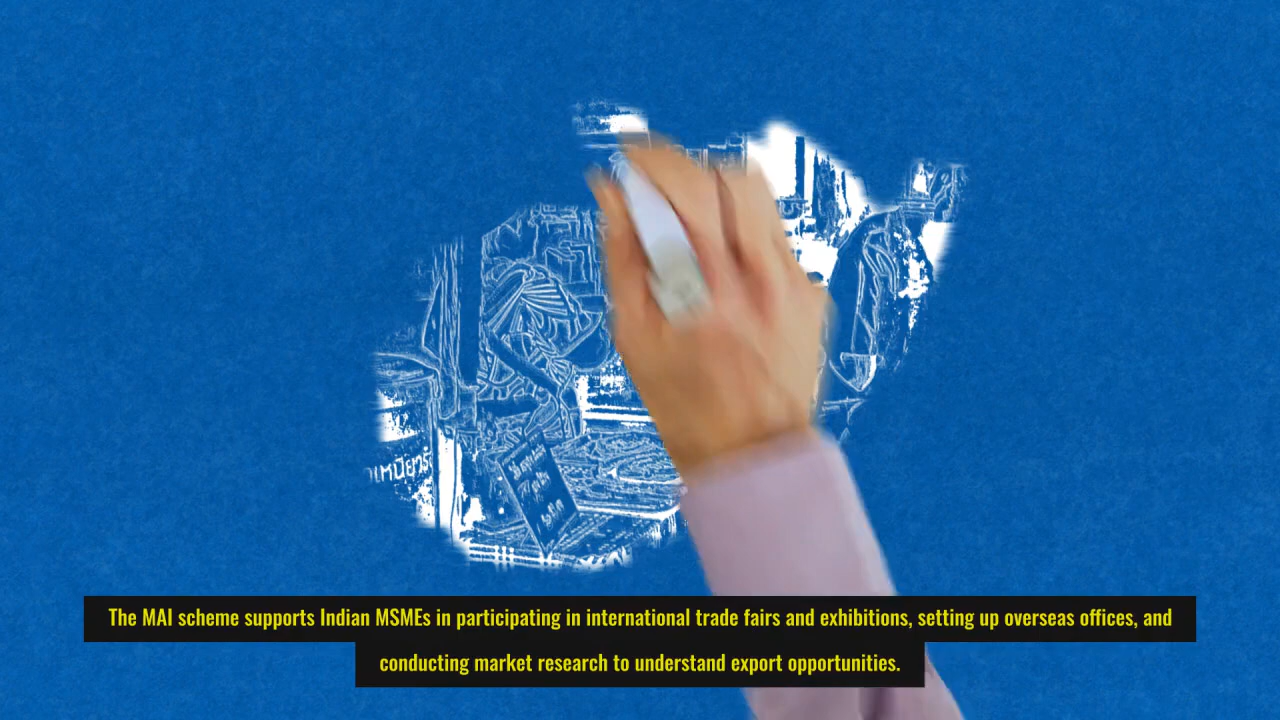 The MAI scheme supports Indian MSMEs in participating in international trade fairs and exhibitions, setting up overseas offices, and
conducting market research to understand export opportunities.